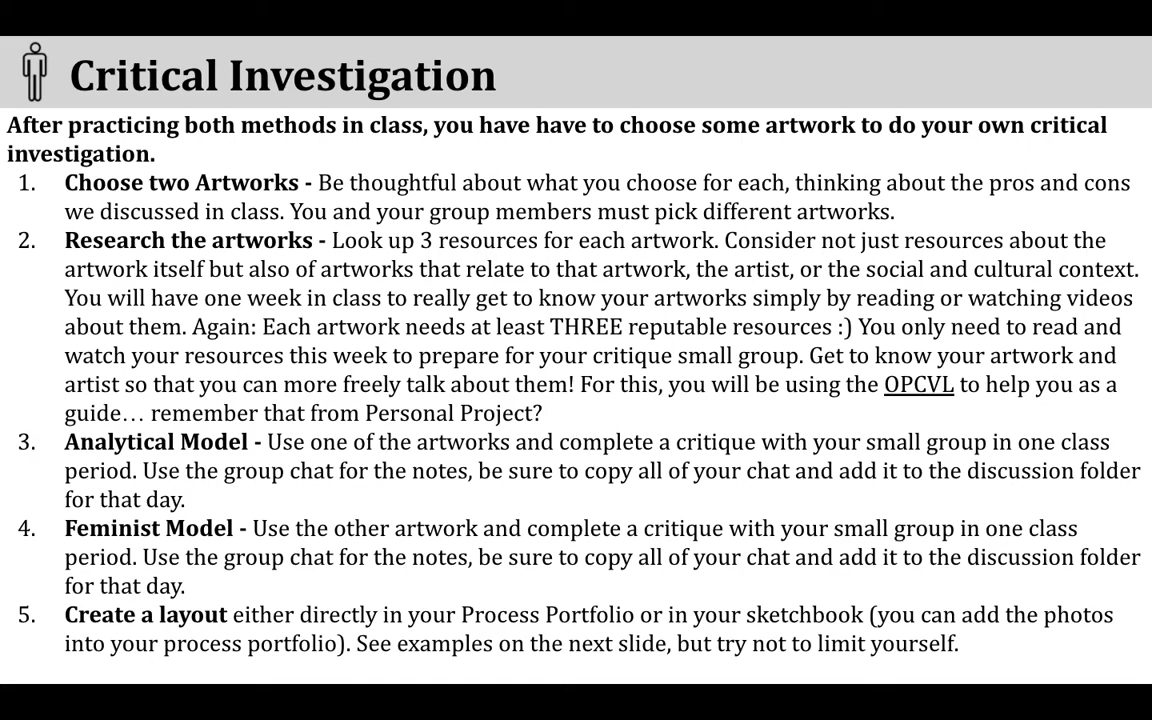 Critical Investigation
After practicing both methods in class, you have have to choose some artwork to do your own critical
investigation.
1. Choose two Artworks - Be thoughtful about what you choose for each, thinking about the pros and cons
we discussed in class. You and your group members must pick different artworks.
2. Research the artworks - Look up 3 resources for each artwork. Consider not just resources about the
artwork itself but also of artworks that relate to that artwork, the artist, or the social and cultural context.
You will have one week in class to really get to know your artworks simply by reading or watching videos
about them. Again: Each artwork needs at least THREE reputable resources :) You only need to read and
watch your resources this week to prepare for your critique small group. Get to know your artwork and
artist so that you can more freely talk about them! For this, you will be using the OPCVL to help you as a
guide… remember that from Personal Project?
3. Analytical Model - Use one of the artworks and complete a critique with your small group in one class
period. Use the group chat for the notes, be sure to copy all of your chat and add it to the discussion folder
for that day.
4. Feminist Model - Use the other artwork and complete a critique with your small group in one class
period. Use the group chat for the notes, be sure to copy all of your chat and add it to the discussion folder
for that day.
5. Create a layout either directly in your Process Portfolio or in your sketchbook (you can add the photos
into your process portfolio). See examples on the next slide, but try not to limit yourself.